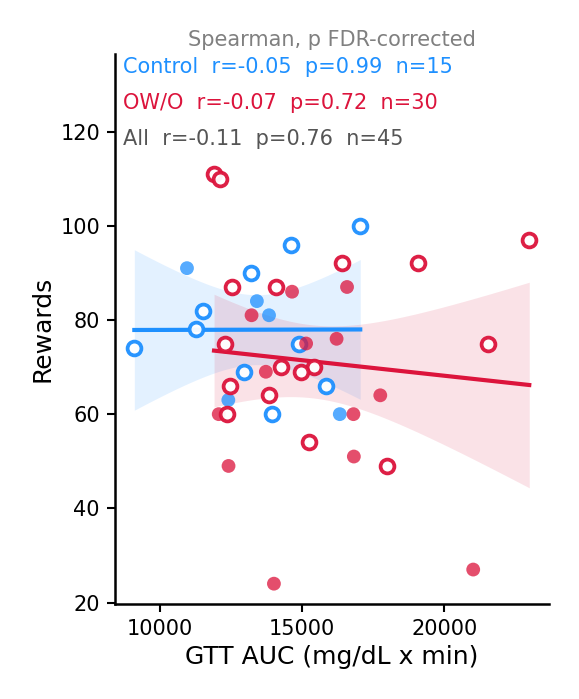 Spearman, p FDR-corrected
Control  r=-0.05  p=0.99  n=15
OW/O  r=-0.07  p=0.72  n=30
All  r=-0.11  p=0.76  n=45
120
100
80
60
40
20
Rewards
10000 15000 20000
GTT AUC (mg/dL x min)